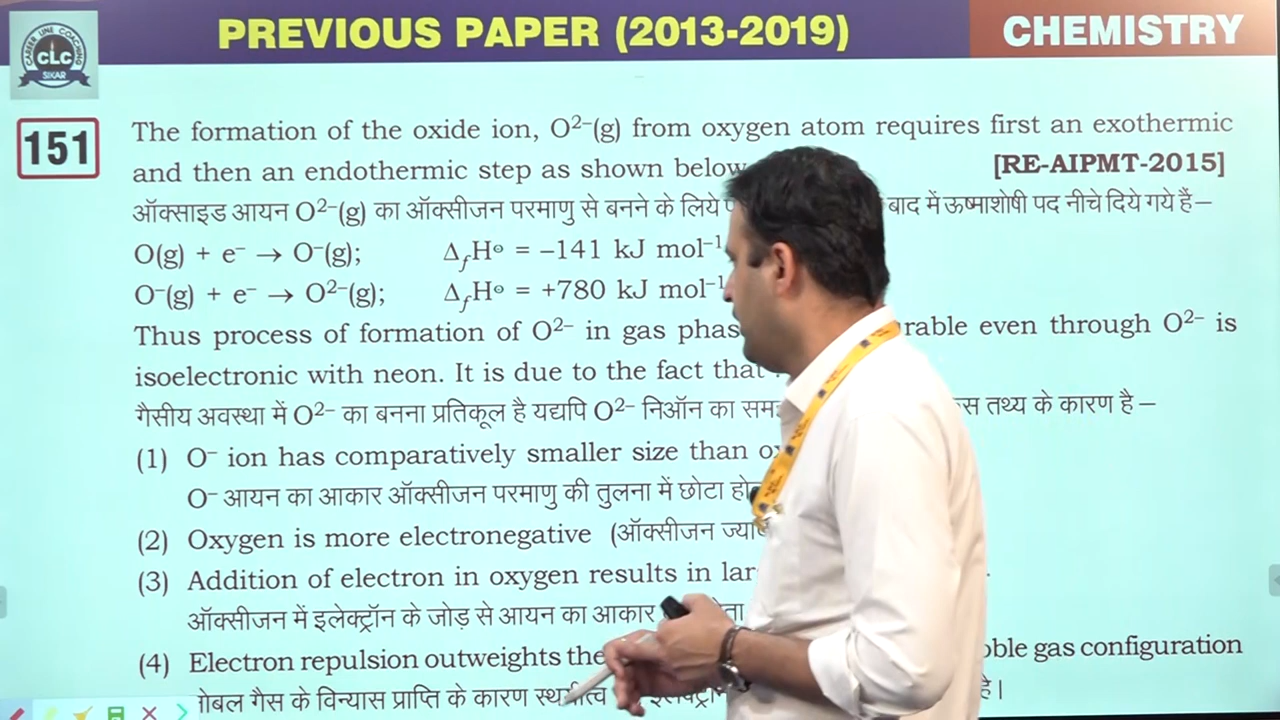 PREVIOUS PAPER (2013-2019)
CHEMISTRY
CAREER LINE COACHING
CLC
SIKAR
151
The formation of the oxide ion, O²⁻(g) from oxygen atom requires first an exothermic
and then an endothermic step as shown below
[RE-AIPMT-2015]
ऑक्साइड आयन O²⁻(g) का ऑक्सीजन परमाणु से बनने के लिये बाद में ऊष्माशोषी पद नीचे दिये गये हैं–
O(g) + e⁻ → O⁻(g); ΔfH⊖ = –141 kJ mol⁻¹
O⁻(g) + e⁻ → O²⁻(g); ΔfH⊖ = +780 kJ mol⁻¹
Thus process of formation of O²⁻ in gas phas rable even through O²⁻ is
isoelectronic with neon. It is due to the fact that
गैसीय अवस्था में O²⁻ का बनना प्रतिकूल है यद्यपि O²⁻ निऑन का तथ्य के कारण है –
(1) O⁻ ion has comparatively smaller size than
O⁻ आयन का आकार ऑक्सीजन परमाणु की तुलना में छोटा
(2) Oxygen is more electronegative (ऑक्सीजन
(3) Addition of electron in oxygen results in
ऑक्सीजन में इलेक्ट्रॉन के जोड़ से आयन का आकार
(4) Electron repulsion outweights the noble gas configuration
नोबल गैस के विन्यास प्राप्ति के कारण है।